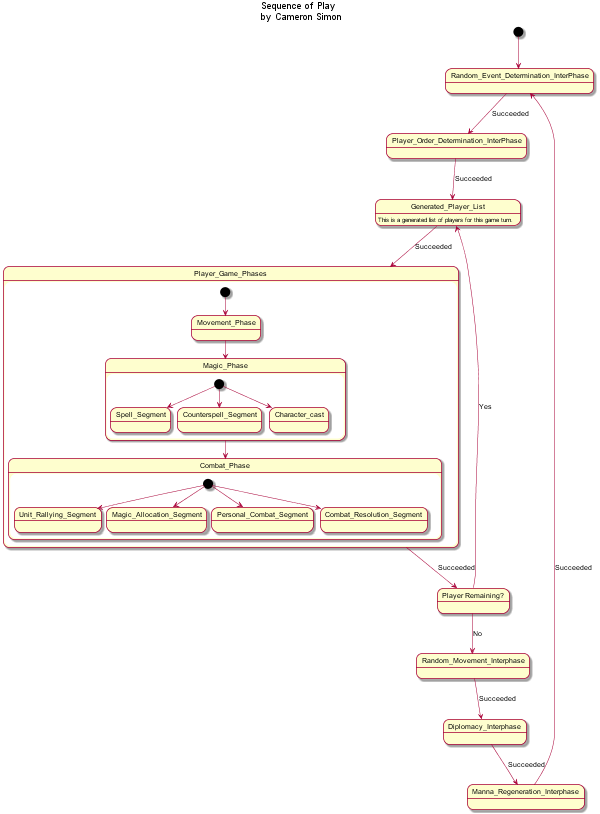 Sequence of Play
by Cameron Simon
Random_Event_Determination_InterPhase
Succeeded
Player_Order_Determination_InterPhase
Succeeded
Generated_Player_List
This is a generated list of players for this game turn.
Succeeded
Player_Game_Phases
Movement_Phase
Magic_Phase
Spell_Segment
Counterspell_Segment
Character_cast
Yes
Combat_Phase
Unit_Rallying_Segment
Magic_Allocation_Segment
Personal_Combat_Segment
Combat_Resolution_Segment
Succeeded
Succeeded
Player Remaining?
No
Random_Movement_Interphase
Succeeded
Diplomacy_Interphase
Succeeded
Manna_Regeneration_Interphase